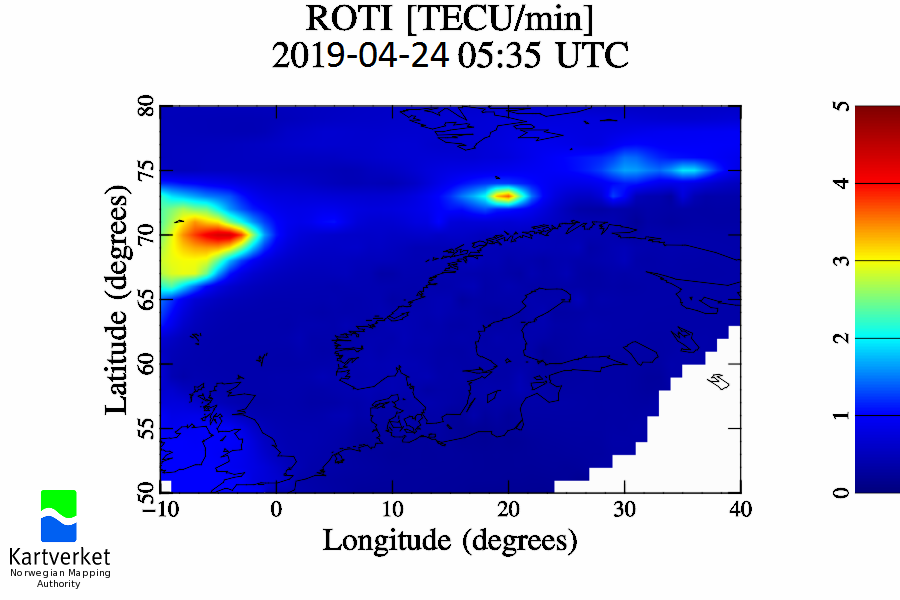 ROTI [TECU/min]
2019-04-24 05:35 UTC
80
75
70
65
60
55
50
Latitude (degrees)
−10
0
10
20
30
40
Longitude (degrees)
5
4
3
2
1
0
Kartverket
Norwegian Mapping
Authority